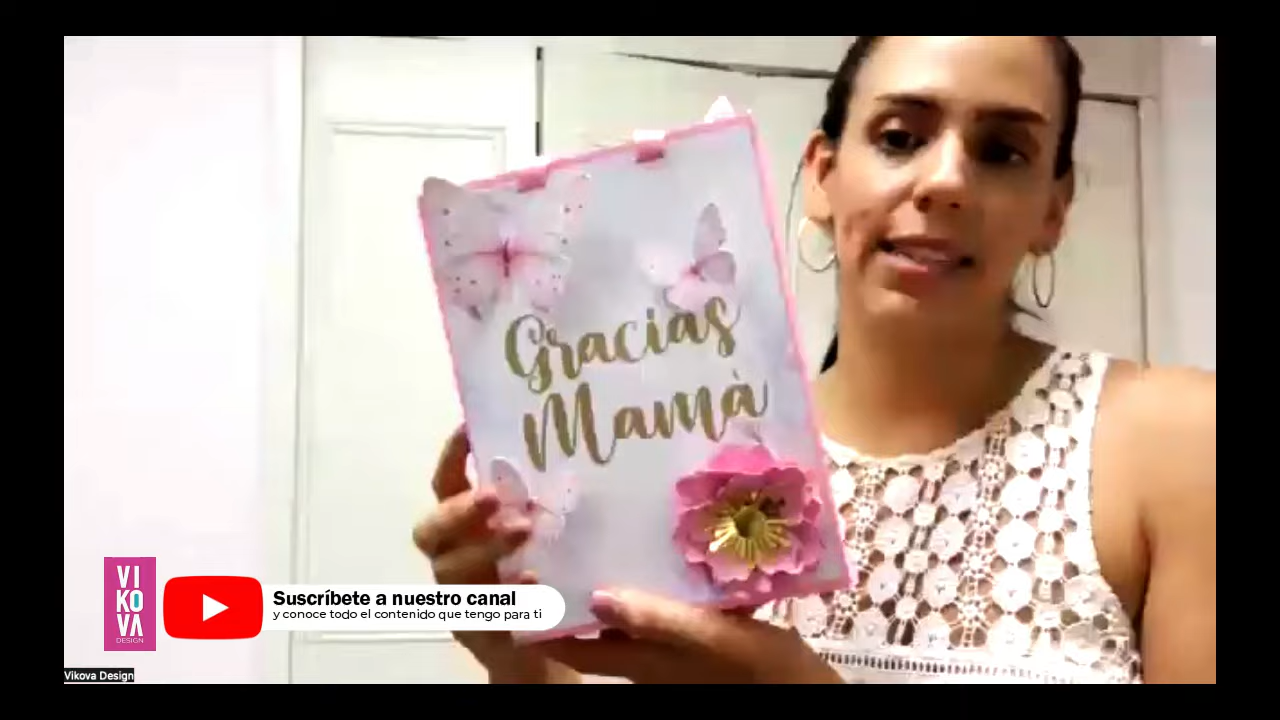 Gracias
Mamà
VI
KO
VA
DESIGN
Suscríbete a nuestro canal
y conoce todo el contenido que tengo para ti
Vikova Design